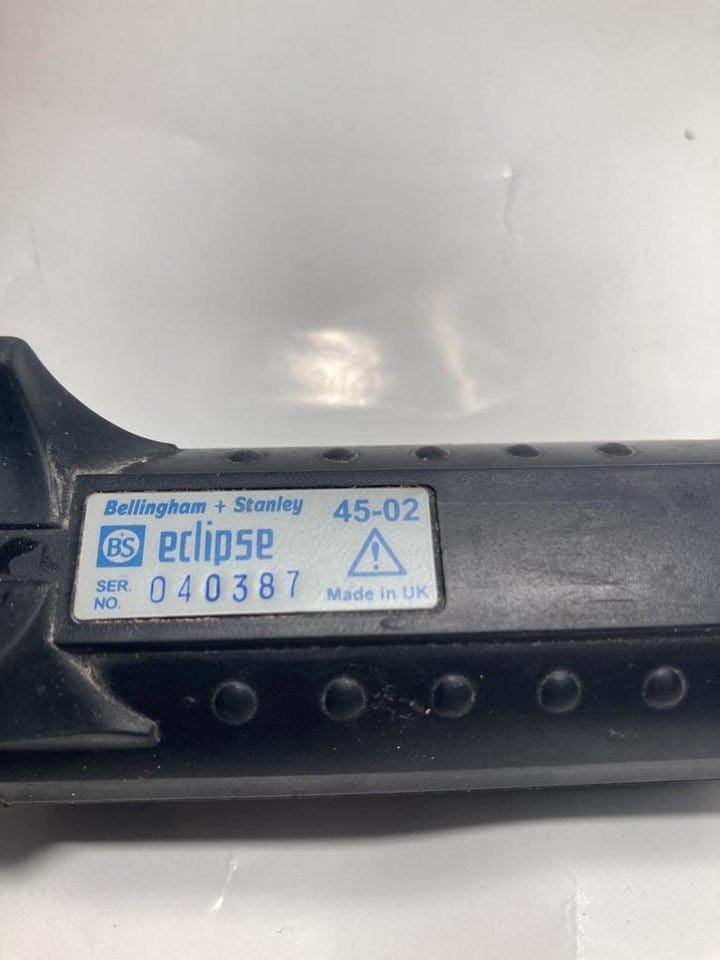 Bellingham + Stanley
45-02
BS eclipse
SER. NO. 040387
Made in UK